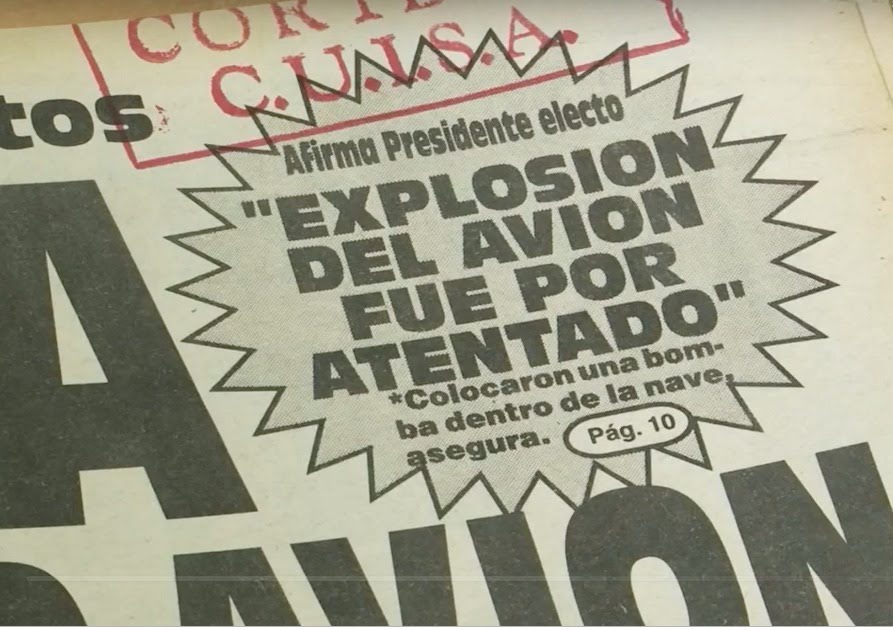 C.U.I.S.A.
tos
Afirma Presidente electo
"EXPLOSION
DEL AVION
FUE POR
ATENTADO"
*Colocaron una bom-
ba dentro de la nave,
asegura. Pág. 10
A
AVION